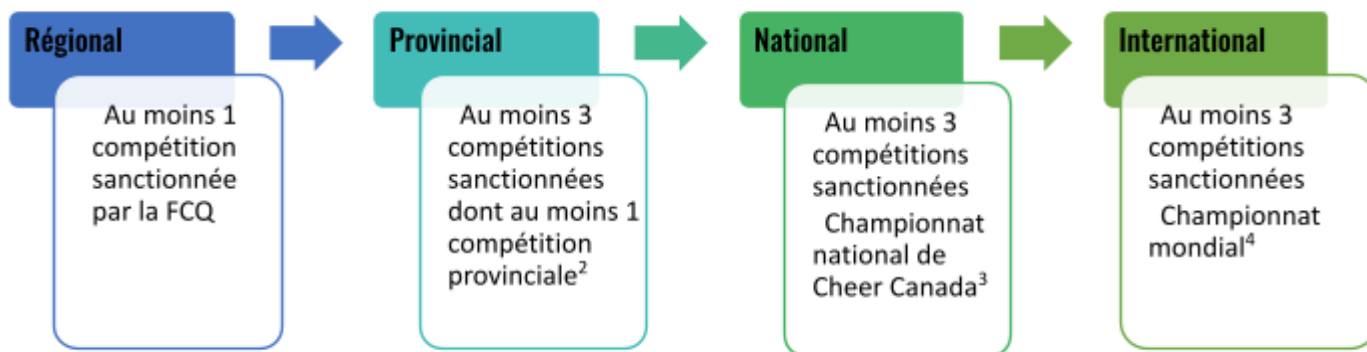 Régional
Au moins 1
compétition
sanctionnée
par la FCQ
Provincial
Au moins 3
compétitions
sanctionnées
dont au moins 1
compétition
provinciale²
National
Au moins 3
compétitions
sanctionnées
Championnat
national de
Cheer Canada³
International
Au moins 3
compétitions
sanctionnées
Championnat
mondial⁴